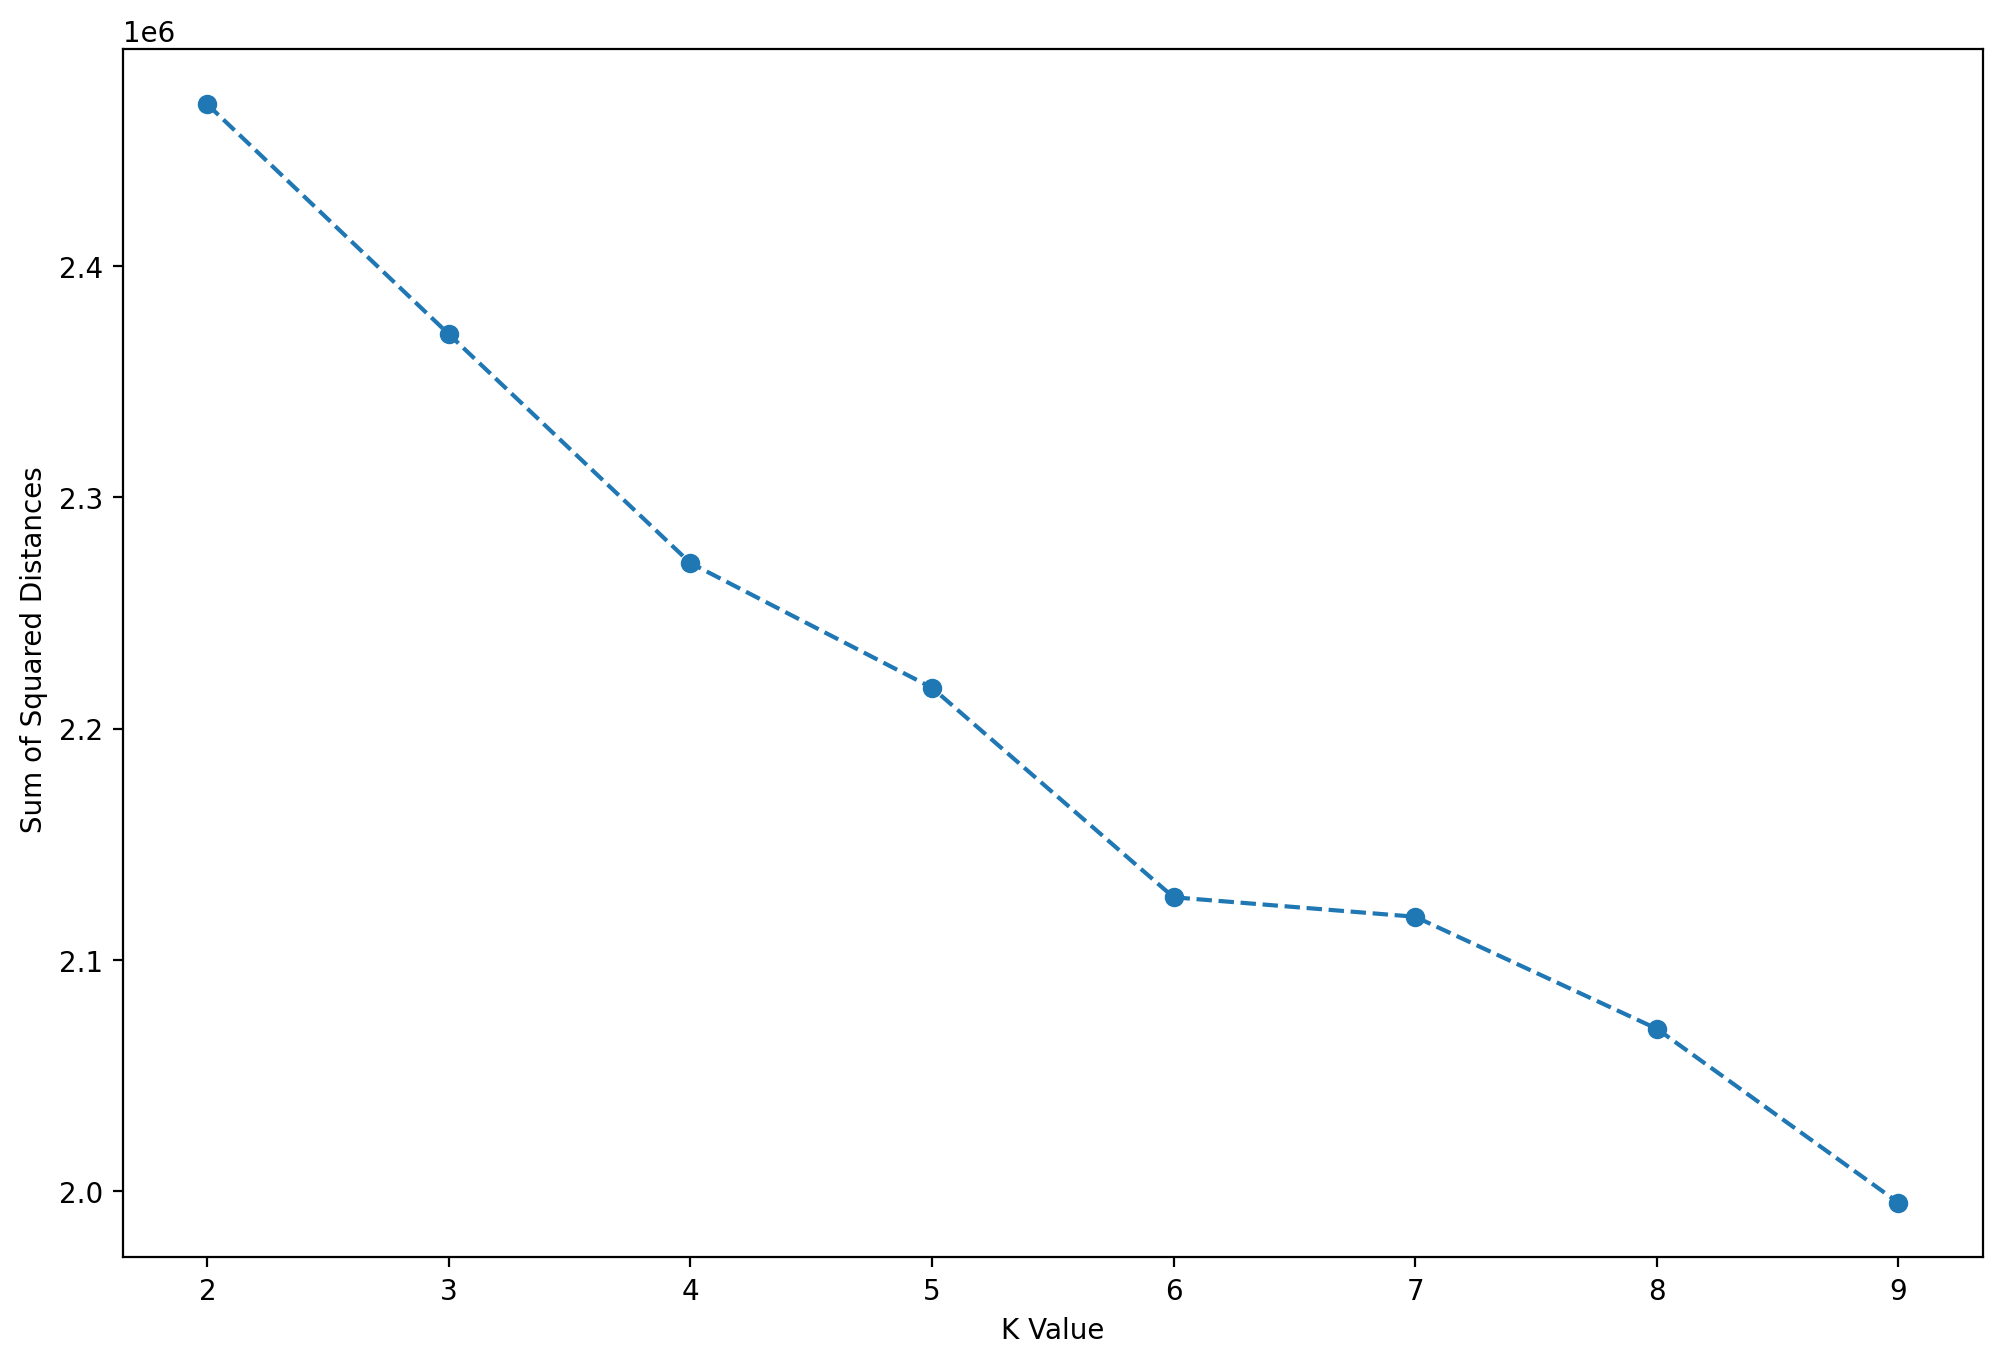 1e6
2.4
2.3
2.2
2.1
2.0
Sum of Squared Distances
2 3 4 5 6 7 8 9
K Value